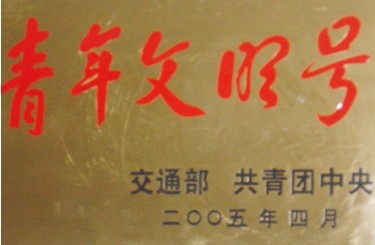 青年文明号
交通部 共青团中央
二〇〇五年四月